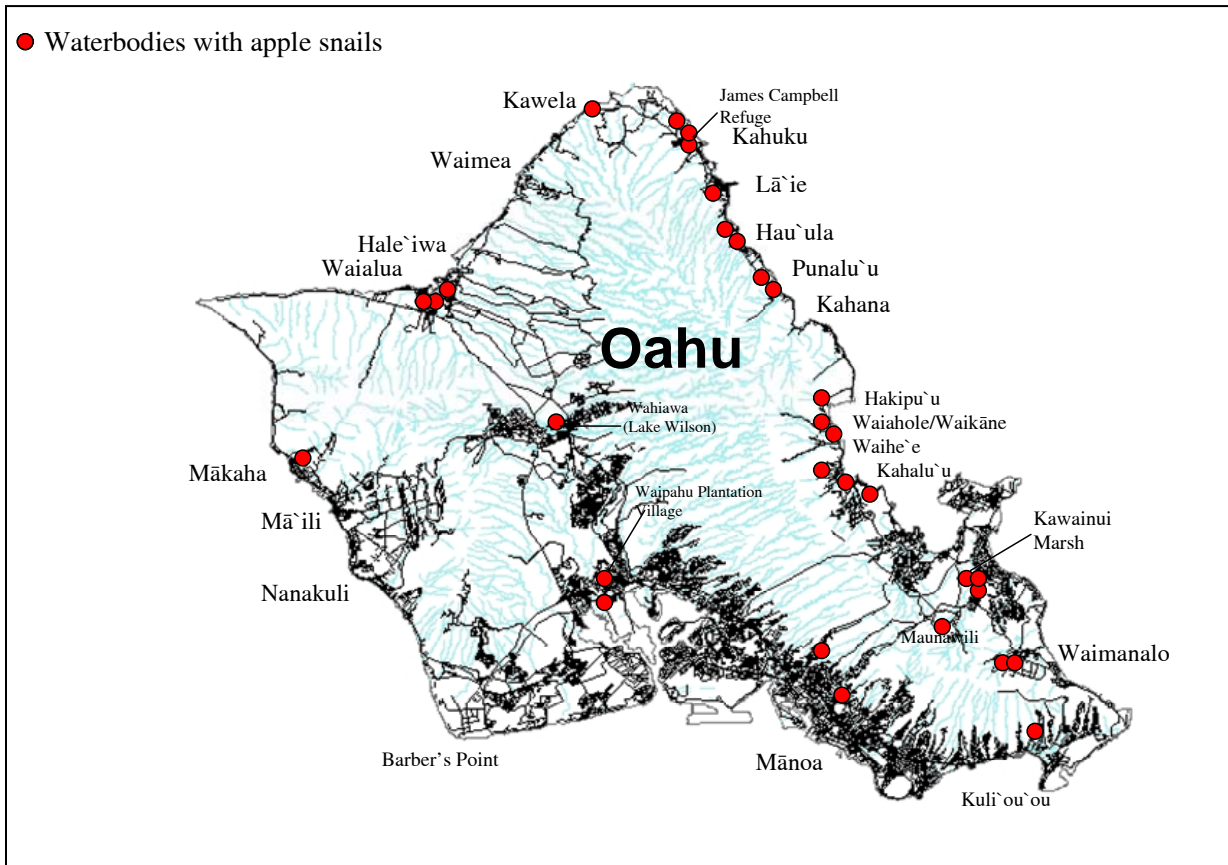 Waterbodies with apple snails
James Campbell
Refuge
Kawela
Kahuku
Waimea
Lā`ie
Hau`ula
Hale`iwa
Waialua
Punalu`u
Kahana
Oahu
Hakipu`u
Wahiawa
(Lake Wilson)
Waiahole/Waikāne
Waihe`e
Mākaha
Kahalu`u
Waipahu Plantation
Village
Mā`ili
Kawainui
Marsh
Nanakuli
Maunawili
Waimanalo
Barber's Point
Mānoa
Kuli`ou`ou